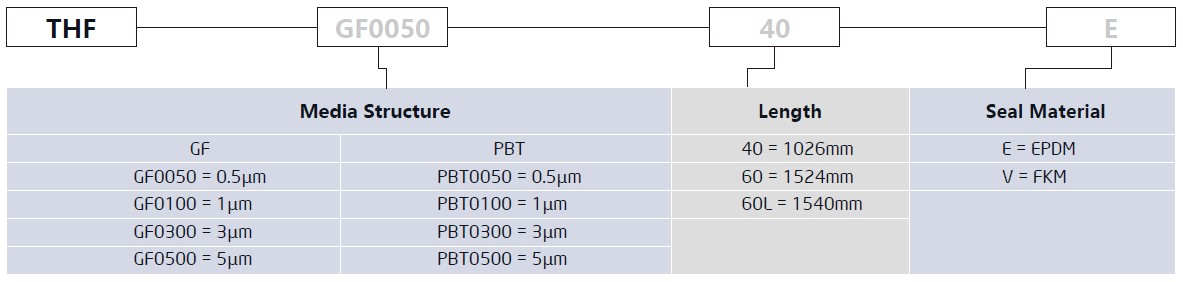 THF GF0050 40 E
Media Structure Length Seal Material
GF PBT 40 = 1026mm E = EPDM
GF0050 = 0.5µm PBT0050 = 0.5µm 60 = 1524mm V = FKM
GF0100 = 1µm PBT0100 = 1µm 60L = 1540mm
GF0300 = 3µm PBT0300 = 3µm
GF0500 = 5µm PBT0500 = 5µm